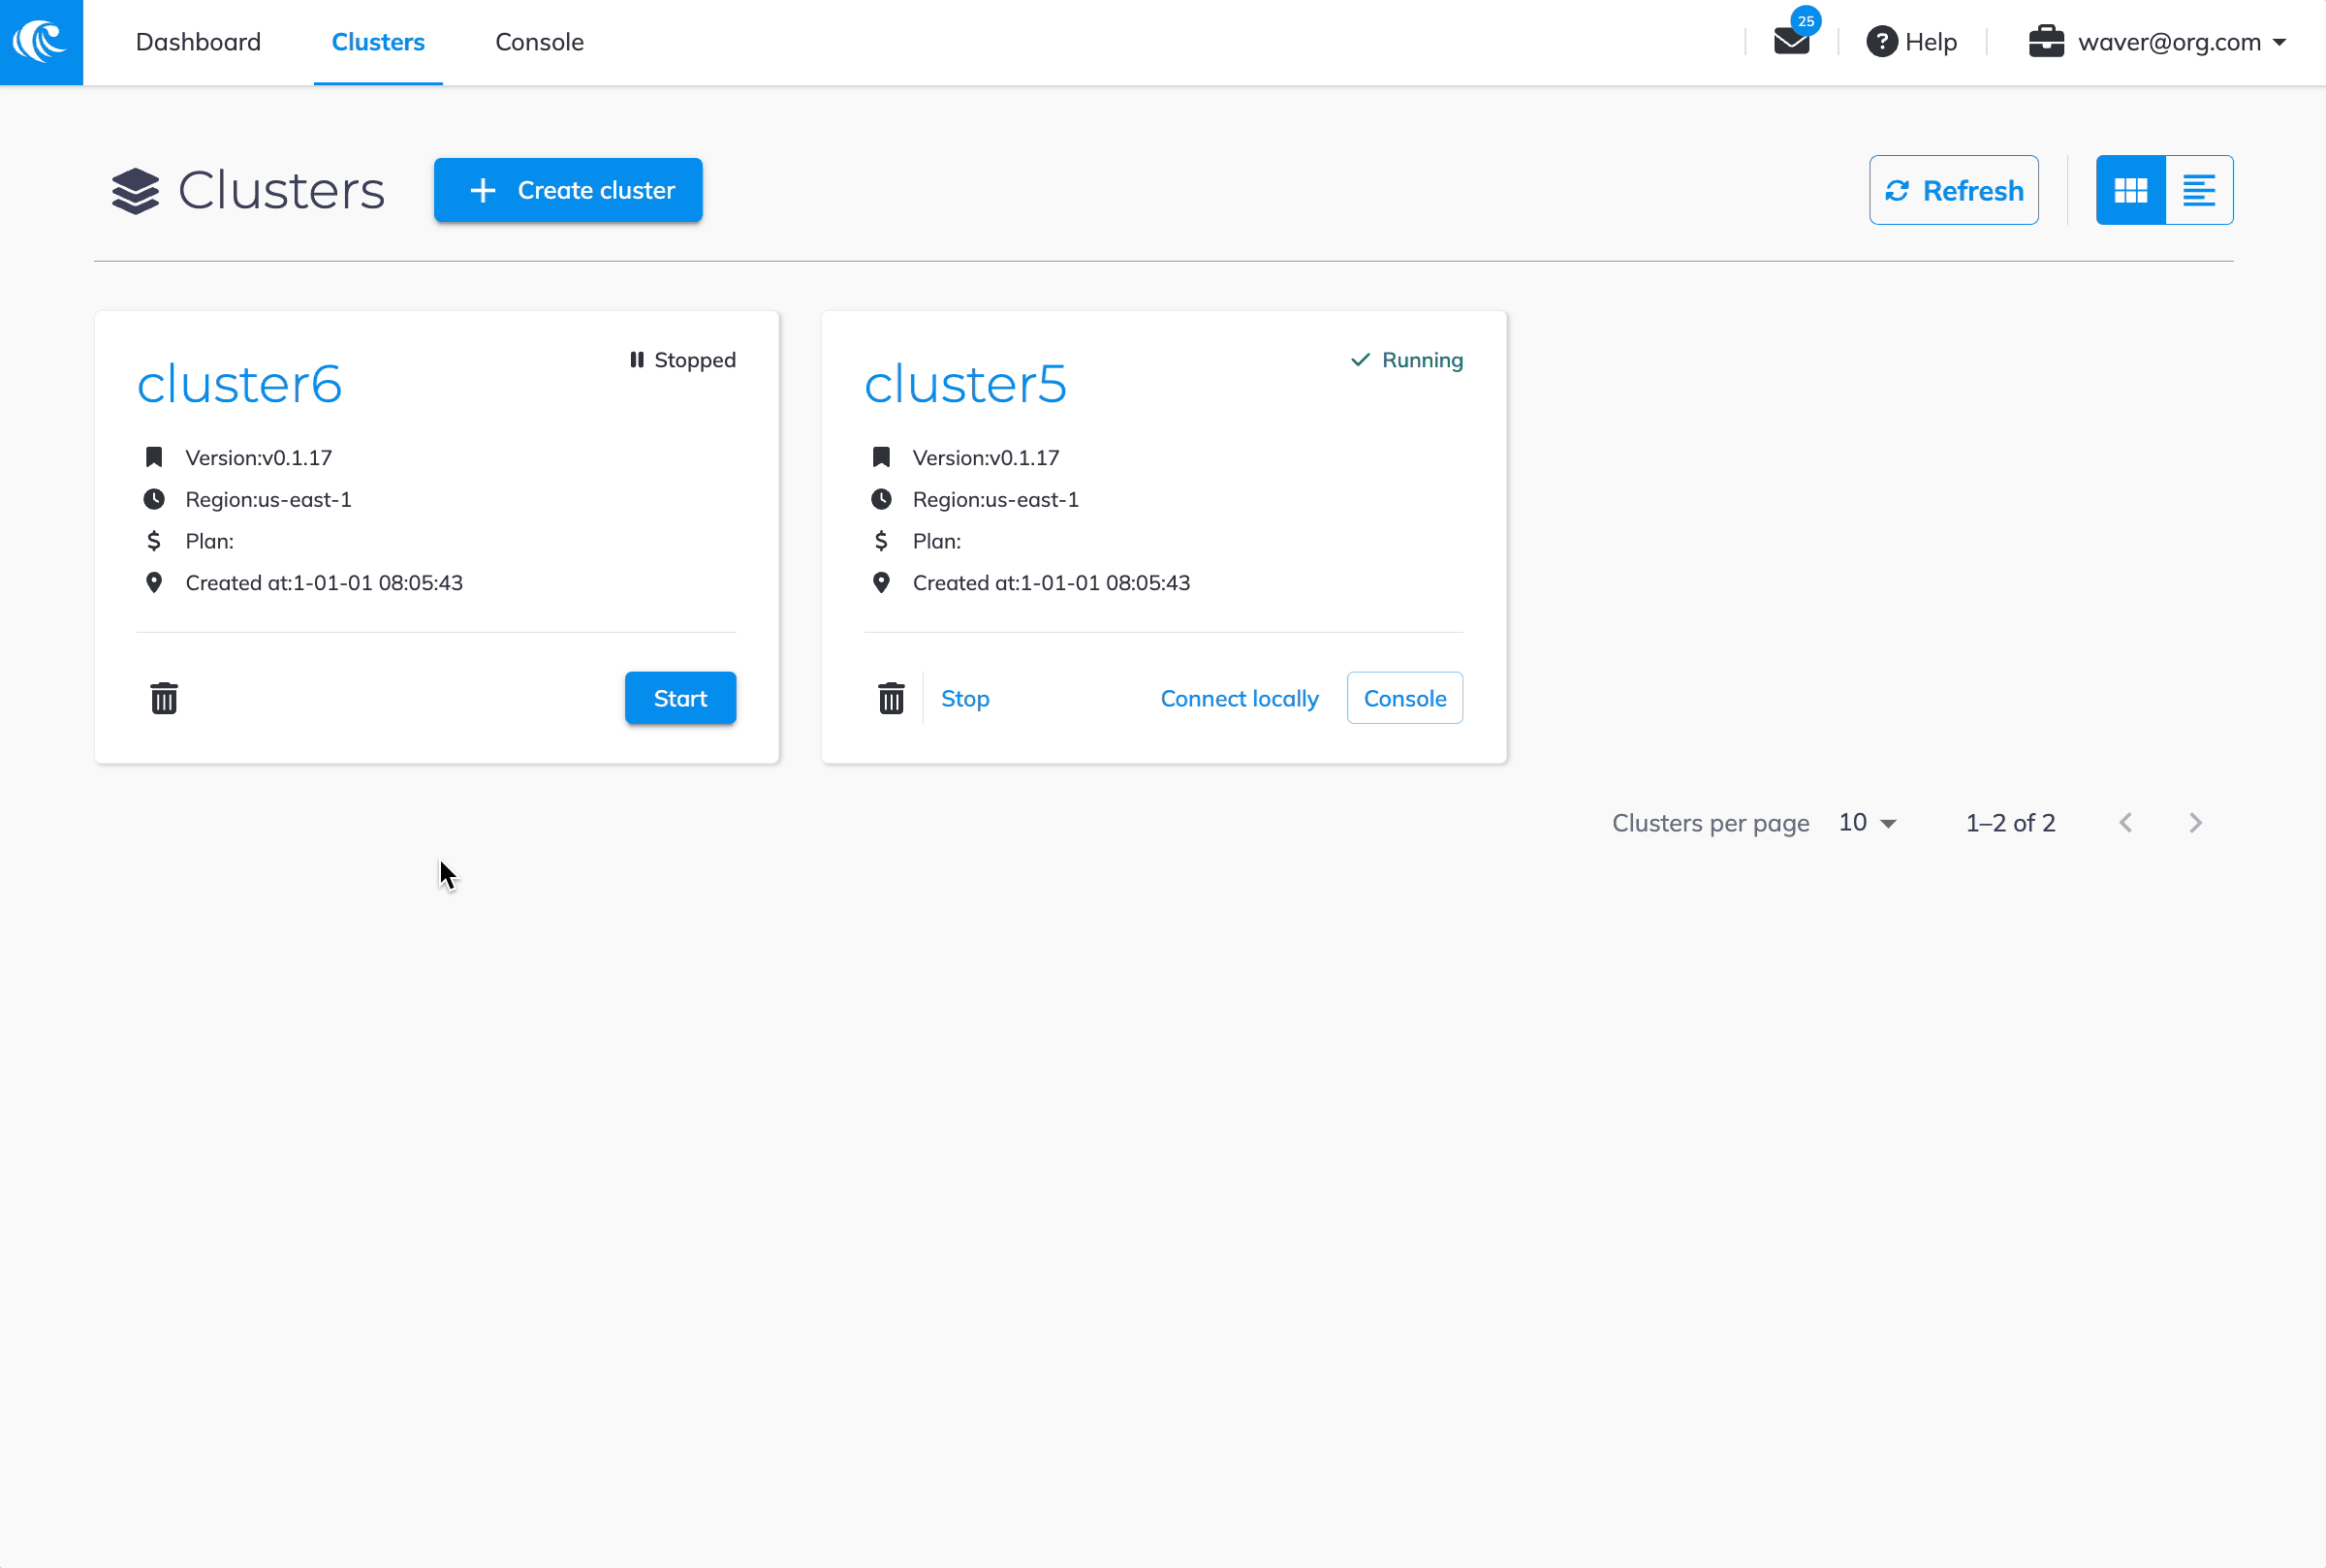 Dashboard Clusters Console 25 Help waver@org.com
Clusters Create cluster Refresh
cluster6 Stopped
Version:v0.1.17
Region:us-east-1
Plan:
Created at:1-01-01 08:05:43
Start
cluster5 Running
Version:v0.1.17
Region:us-east-1
Plan:
Created at:1-01-01 08:05:43
Stop Connect locally Console
Clusters per page 10 1–2 of 2